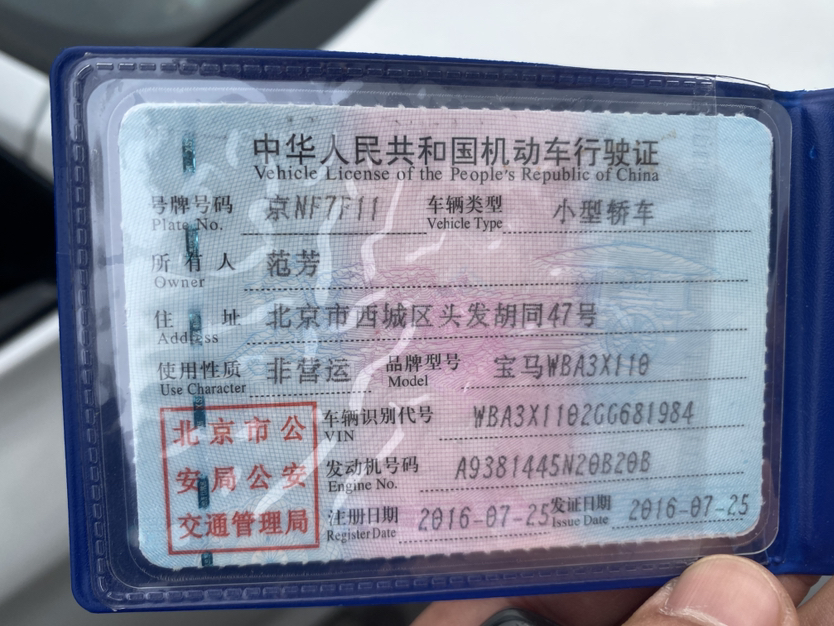 中华人民共和国机动车行驶证
Vehicle License of the People's Republic of China
号牌号码 京NF7F11 车辆类型 小型轿车
Plate No. Vehicle Type
所有人 范芳
Owner
住址 北京市西城区头发胡同47号
Address
使用性质 非营运 品牌型号 宝马WBA3X110
Use Character Model
车辆识别代号 WBA3X1102GG681984
VIN
发动机号码 A9381445N20B20B
Engine No.
注册日期 2016-07-25 发证日期 2016-07-25
Register Date Issue Date
北京市公
安局公安
交通管理局